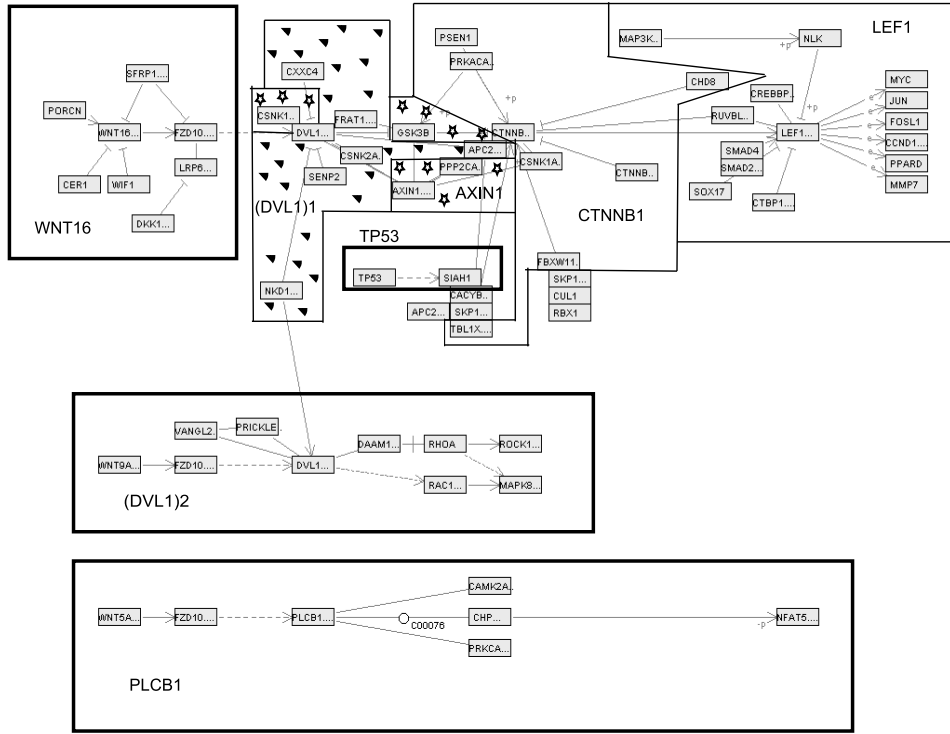 LEF1
PSEN1
MAP3K..
NLK
+p
PRKACA.
SFRP1...
CXXC4
CHD8
MYC
CREBBP.
+p
+p
JUN
PORCN
CSNK1..
FRAT1...
RUVBL..
FOSL1
WNT16...
FZD10....
DVL1...
GSK3B
CTNNB..
LEF1...
CCND1...
APC2...
SMAD4
CSNK2A.
CSNK1A.
PPARD
LRP6...
PPP2CA.
SMAD2...
SENP2
CTNNB..
CER1
WIF1
AXIN1....
AXIN1
SOX17
MMP7
(DVL1)1
CTBP1...
CTNNB1
WNT16
DKK1...
TP53
FBXW11.
TP53
SIAH1
SKP1...
NKD1...
CACYB..
CUL1
APC2...
SKP1...
RBX1
TBL1X....
VANGL2.
PRICKLE.
DAAM1...
RHOA
ROCK1...
WNT9A...
FZD10....
DVL1...
RAC1...
MAPK8...
(DVL1)2
CAMK2A.
WNT5A...
FZD10....
PLCB1...
C00076
CHP...
-p
NFAT5....
PRKCA...
PLCB1